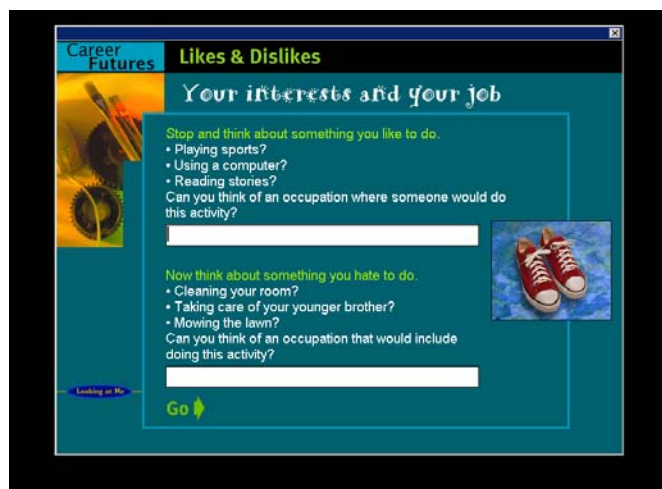 Career
Futures
Likes & Dislikes
Your interests and your job
Stop and think about something you like to do.
• Playing sports?
• Using a computer?
• Reading stories?
Can you think of an occupation where someone would do
this activity?
Now think about something you hate to do.
• Cleaning your room?
• Taking care of your younger brother?
• Mowing the lawn?
Can you think of an occupation that would include
doing this activity?
Looking at Me
Go